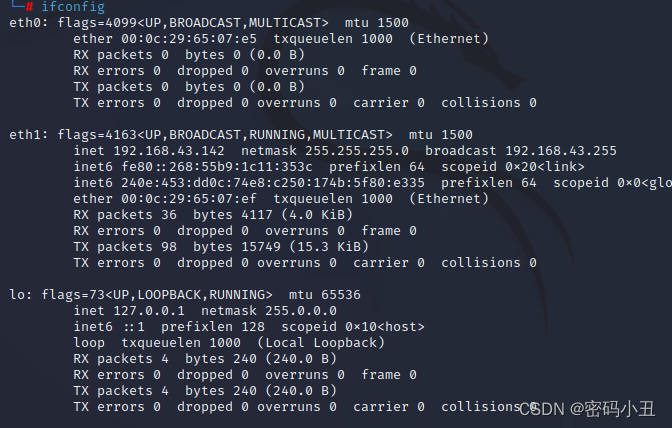 └─# ifconfig
eth0: flags=4099<UP,BROADCAST,MULTICAST>  mtu 1500
        ether 00:0c:29:65:07:e5  txqueuelen 1000  (Ethernet)
        RX packets 0  bytes 0 (0.0 B)
        RX errors 0  dropped 0  overruns 0  frame 0
        TX packets 0  bytes 0 (0.0 B)
        TX errors 0  dropped 0 overruns 0  carrier 0  collisions 0

eth1: flags=4163<UP,BROADCAST,RUNNING,MULTICAST>  mtu 1500
        inet 192.168.43.142  netmask 255.255.255.0  broadcast 192.168.43.255
        inet6 fe80::268:55b9:1c11:353c  prefixlen 64  scopeid 0×20<link>
        inet6 240e:453:dd0c:74e8:c250:174b:5f80:e335  prefixlen 64  scopeid 0×0<glo
        ether 00:0c:29:65:07:ef  txqueuelen 1000  (Ethernet)
        RX packets 36  bytes 4117 (4.0 KiB)
        RX errors 0  dropped 0  overruns 0  frame 0
        TX packets 98  bytes 15749 (15.3 KiB)
        TX errors 0  dropped 0 overruns 0  carrier 0  collisions 0

lo: flags=73<UP,LOOPBACK,RUNNING>  mtu 65536
        inet 127.0.0.1  netmask 255.0.0.0
        inet6 ::1  prefixlen 128  scopeid 0×10<host>
        loop  txqueuelen 1000  (Local Loopback)
        RX packets 4  bytes 240 (240.0 B)
        RX errors 0  dropped 0  overruns 0  frame 0
        TX packets 4  bytes 240 (240.0 B)
        TX errors 0  dropped 0 overruns 0  carrier 0  collisions 0
CSDN @密码小丑